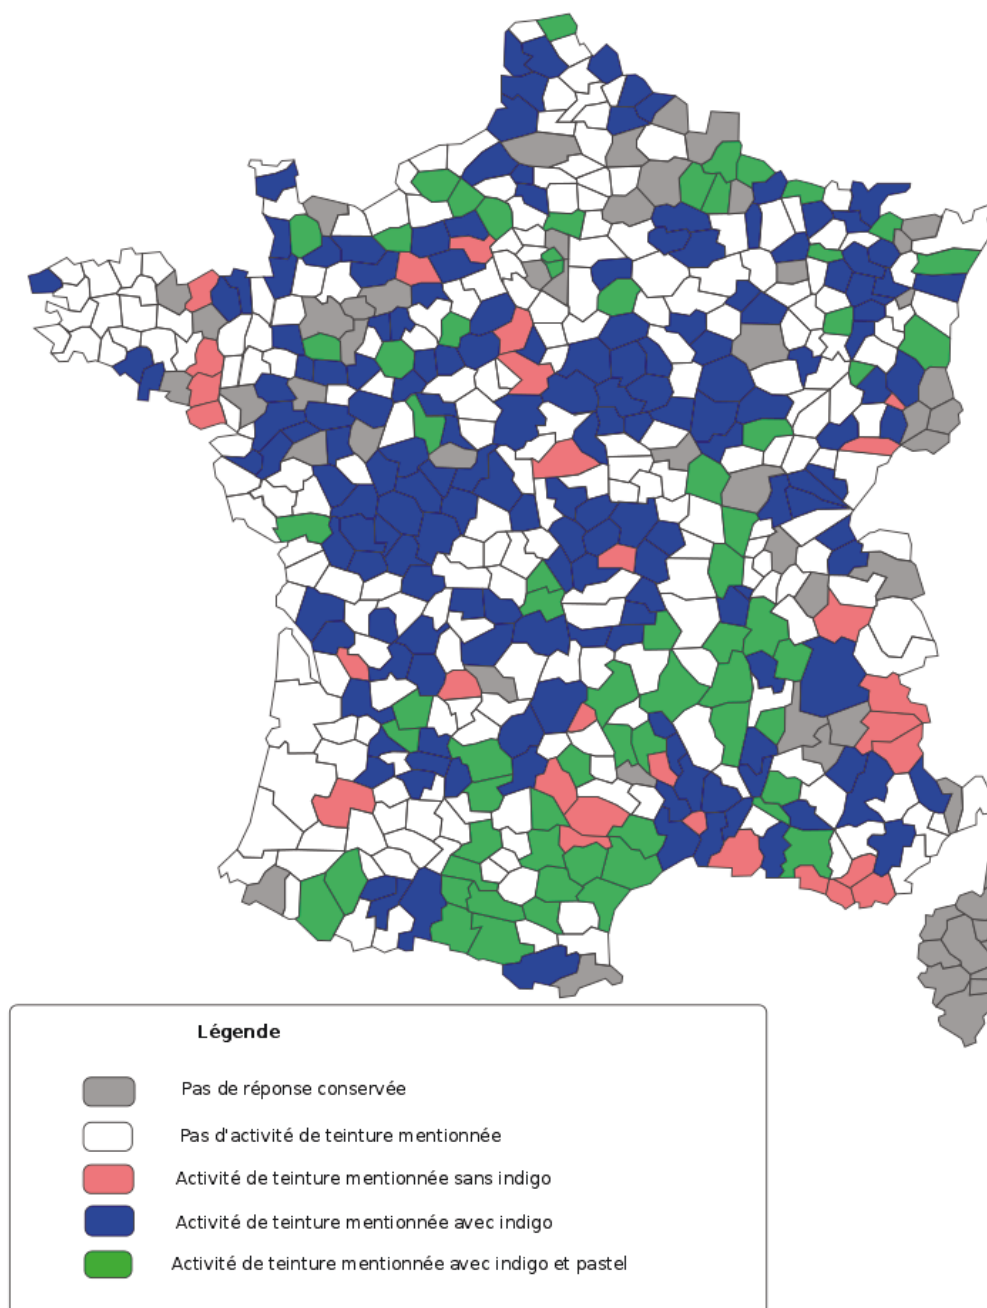 Légende
Pas de réponse conservée
Pas d'activité de teinture mentionnée
Activité de teinture mentionnée sans indigo
Activité de teinture mentionnée avec indigo
Activité de teinture mentionnée avec indigo et pastel